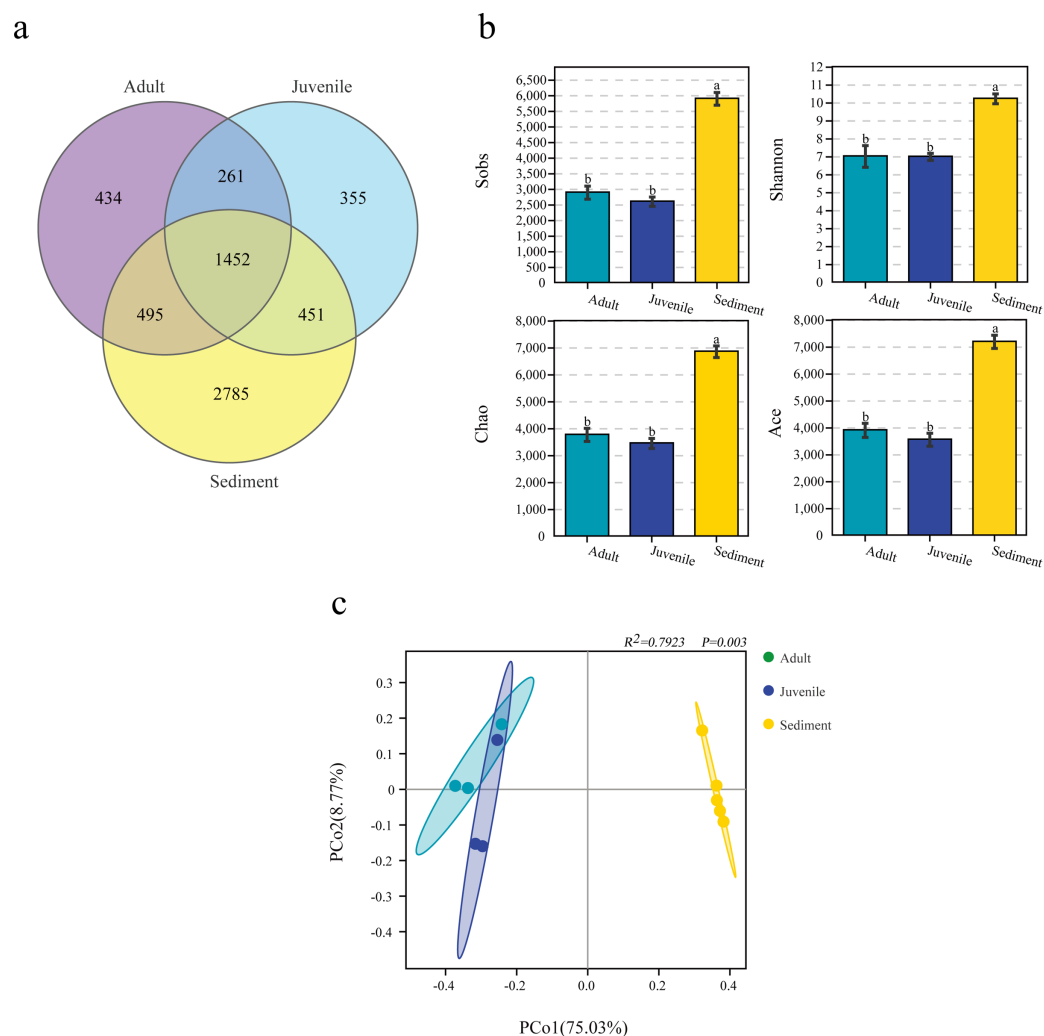 a
Adult
Juvenile
434
261
355
1452
495
451
2785
Sediment
b
Sobs
6,500
6,000
5,500
5,000
4,500
4,000
3,500
3,000
2,500
2,000
1,500
1,000
500
b
b
a
Adult
Juvenile
Sediment
Shannon
12
11
10
9
8
7
6
5
4
3
2
1
0
b
b
a
Adult
Juvenile
Sediment
Chao
8,000
7,000
6,000
5,000
4,000
3,000
2,000
1,000
0
b
b
a
Adult
Juvenile
Sediment
Ace
8,000
7,000
6,000
5,000
4,000
3,000
2,000
1,000
0
b
b
a
Adult
Juvenile
Sediment
c
R²=0.7923 P=0.003
Adult
Juvenile
Sediment
PCo2(8.77%)
0.3
0.2
0.1
0
-0.1
-0.2
-0.3
-0.4
-0.4 -0.2 0.0 0.2 0.4
PCo1(75.03%)